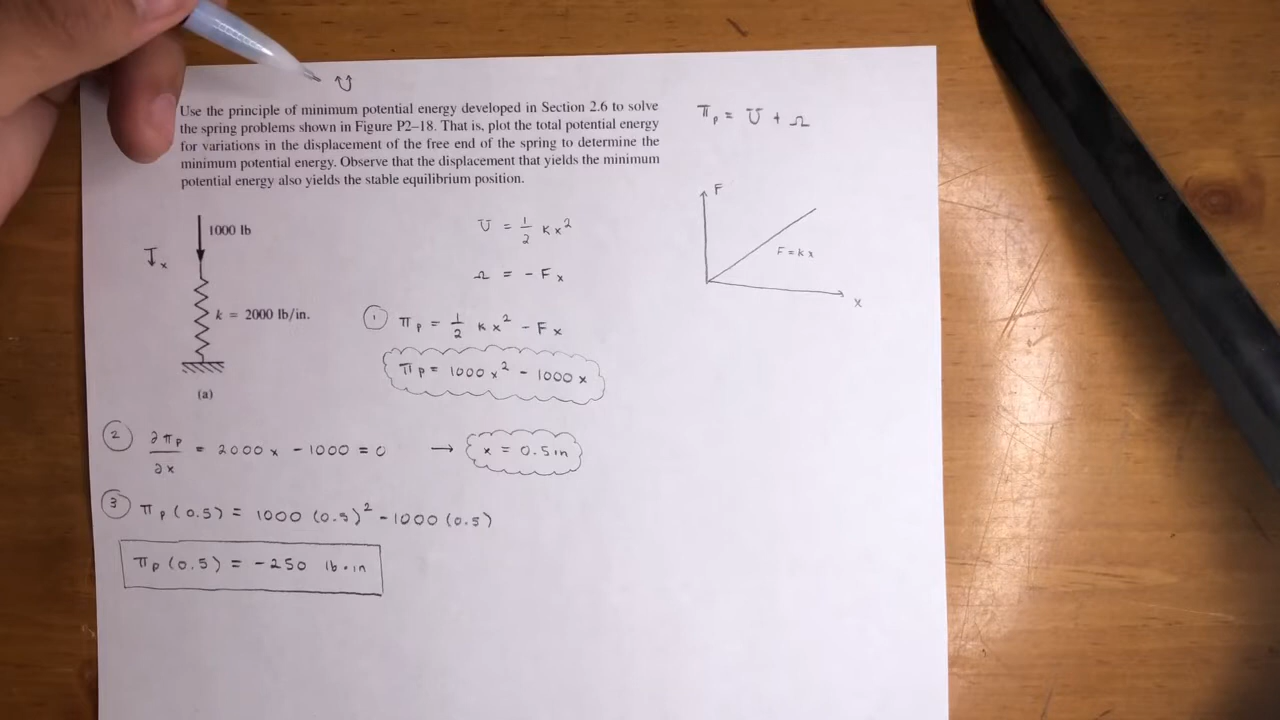 Use the principle of minimum potential energy developed in Section 2.6 to solve
the spring problems shown in Figure P2–18. That is, plot the total potential energy
for variations in the displacement of the free end of the spring to determine the
minimum potential energy. Observe that the displacement that yields the minimum
potential energy also yields the stable equilibrium position.
πp = U + Ω
F
F = kx
x
1000 lb
x
k = 2000 lb/in.
(a)
U = 1/2 kx²
Ω = -Fx
① πp = 1/2 kx² - Fx
πp = 1000x² - 1000x
② ∂πp/∂x = 2000x - 1000 = 0 → x = 0.5in
③ πp(0.5) = 1000(0.5)² - 1000(0.5)
πp(0.5) = -250 lb·in